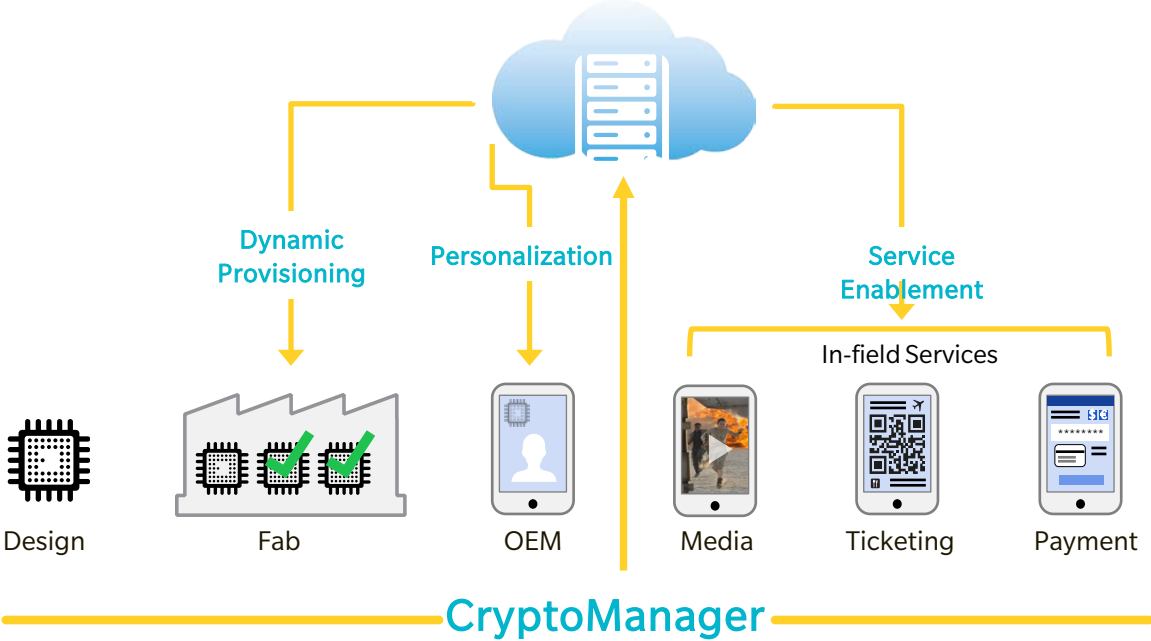 Dynamic
Provisioning
Personalization
Service
Enablement
In-field Services
********
Design
Fab
OEM
Media
Ticketing
Payment
CryptoManager